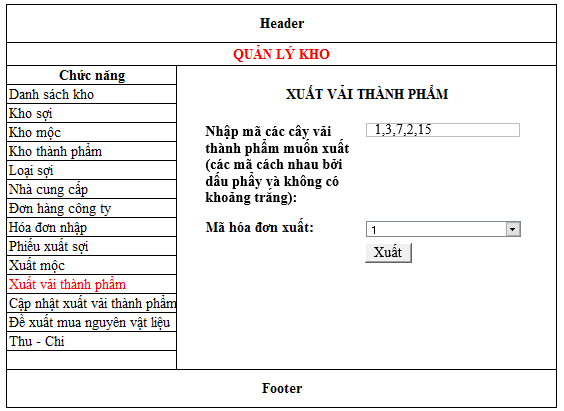 Header
QUẢN LÝ KHO
Chức năng
Danh sách kho
Kho sợi
Kho mộc
Kho thành phẩm
Loại sợi
Nhà cung cấp
Đơn hàng công ty
Hóa đơn nhập
Phiếu xuất sợi
Xuất mộc
Xuất vải thành phẩm
Cập nhật xuất vải thành phẩm
Đề xuất mua nguyên vật liệu
Thu - Chi
XUẤT VẢI THÀNH PHẨM
Nhập mã các cây vải
thành phẩm muốn xuất
(các mã cách nhau bởi
dấu phẩy và không có
khoảng trắng):
1,3,7,2,15
Mã hóa đơn xuất:
1
Xuất
Footer